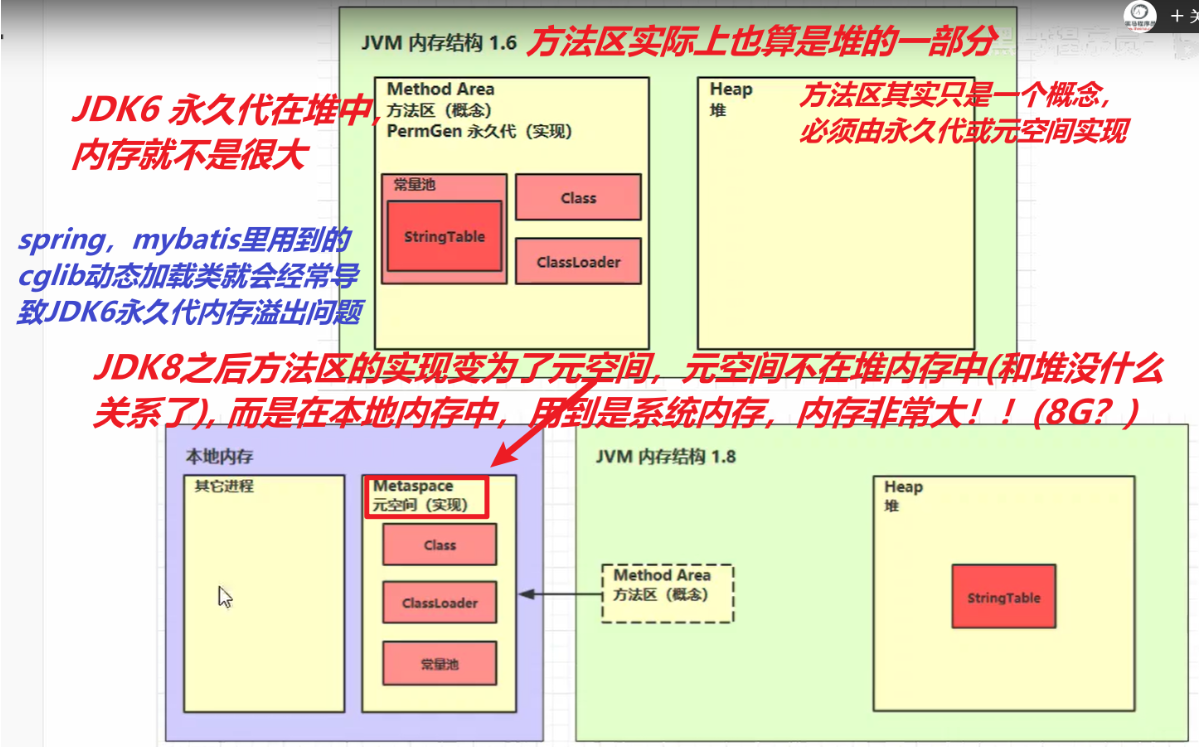 JVM 内存结构 1.6
方法区实际上也算是堆的一部分
JDK6 永久代在堆中,
内存就不是很大
Method Area
方法区（概念）
PermGen 永久代（实现）
常量池
StringTable
Class
ClassLoader
Heap
堆
方法区其实只是一个概念，
必须由永久代或元空间实现
spring，mybatis里用到的
cglib动态加载类就会经常导
致JDK6永久代内存溢出问题
JDK8之后方法区的实现变为了元空间，元空间不在堆内存中(和堆没什么
关系了), 而是在本地内存中，用到是系统内存，内存非常大！！(8G？)
本地内存
其它进程
Metaspace
元空间（实现）
Class
ClassLoader
常量池
JVM 内存结构 1.8
Method Area
方法区（概念）
Heap
堆
StringTable